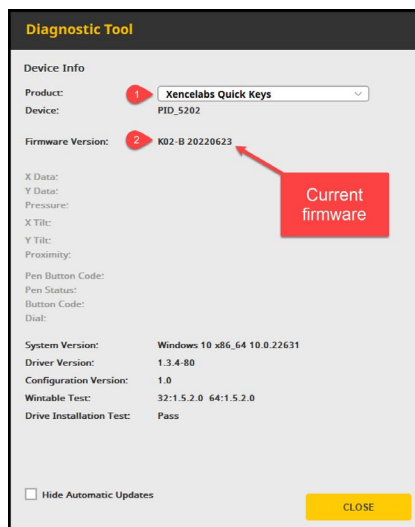 Diagnostic Tool
Device Info
Product: 1 Xencelabs Quick Keys
Device: PID_5202
Firmware Version: 2 K02-B 20220623
Current
firmware
X Data:
Y Data:
Pressure:
X Tilt:
Y Tilt:
Proximity:
Pen Button Code:
Pen Status:
Button Code:
Dial:
System Version: Windows 10 x86_64 10.0.22631
Driver Version: 1.3.4-80
Configuration Version: 1.0
Wintable Test: 32:1.5.2.0 64:1.5.2.0
Drive Installation Test: Pass
Hide Automatic Updates
CLOSE